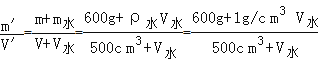 m′/V′ = m+m水/V+V水 = 600g+ρ水V水/500cm³+V水 = 600g+1g/cm³ V水/500cm³+V水